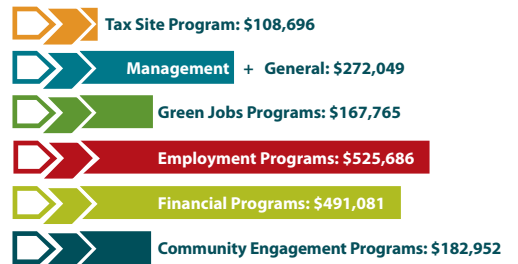 Tax Site Program: $108,696
Management + General: $272,049
Green Jobs Programs: $167,765
Employment Programs: $525,686
Financial Programs: $491,081
Community Engagement Programs: $182,952